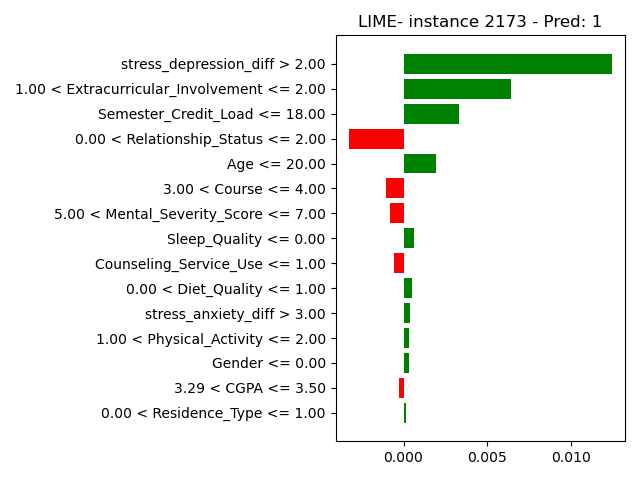 LIME- instance 2173 - Pred: 1
stress_depression_diff > 2.00
1.00 < Extracurricular_Involvement <= 2.00
Semester_Credit_Load <= 18.00
0.00 < Relationship_Status <= 2.00
Age <= 20.00
3.00 < Course <= 4.00
5.00 < Mental_Severity_Score <= 7.00
Sleep_Quality <= 0.00
Counseling_Service_Use <= 1.00
0.00 < Diet_Quality <= 1.00
stress_anxiety_diff > 3.00
1.00 < Physical_Activity <= 2.00
Gender <= 0.00
3.29 < CGPA <= 3.50
0.00 < Residence_Type <= 1.00
0.000 0.005 0.010